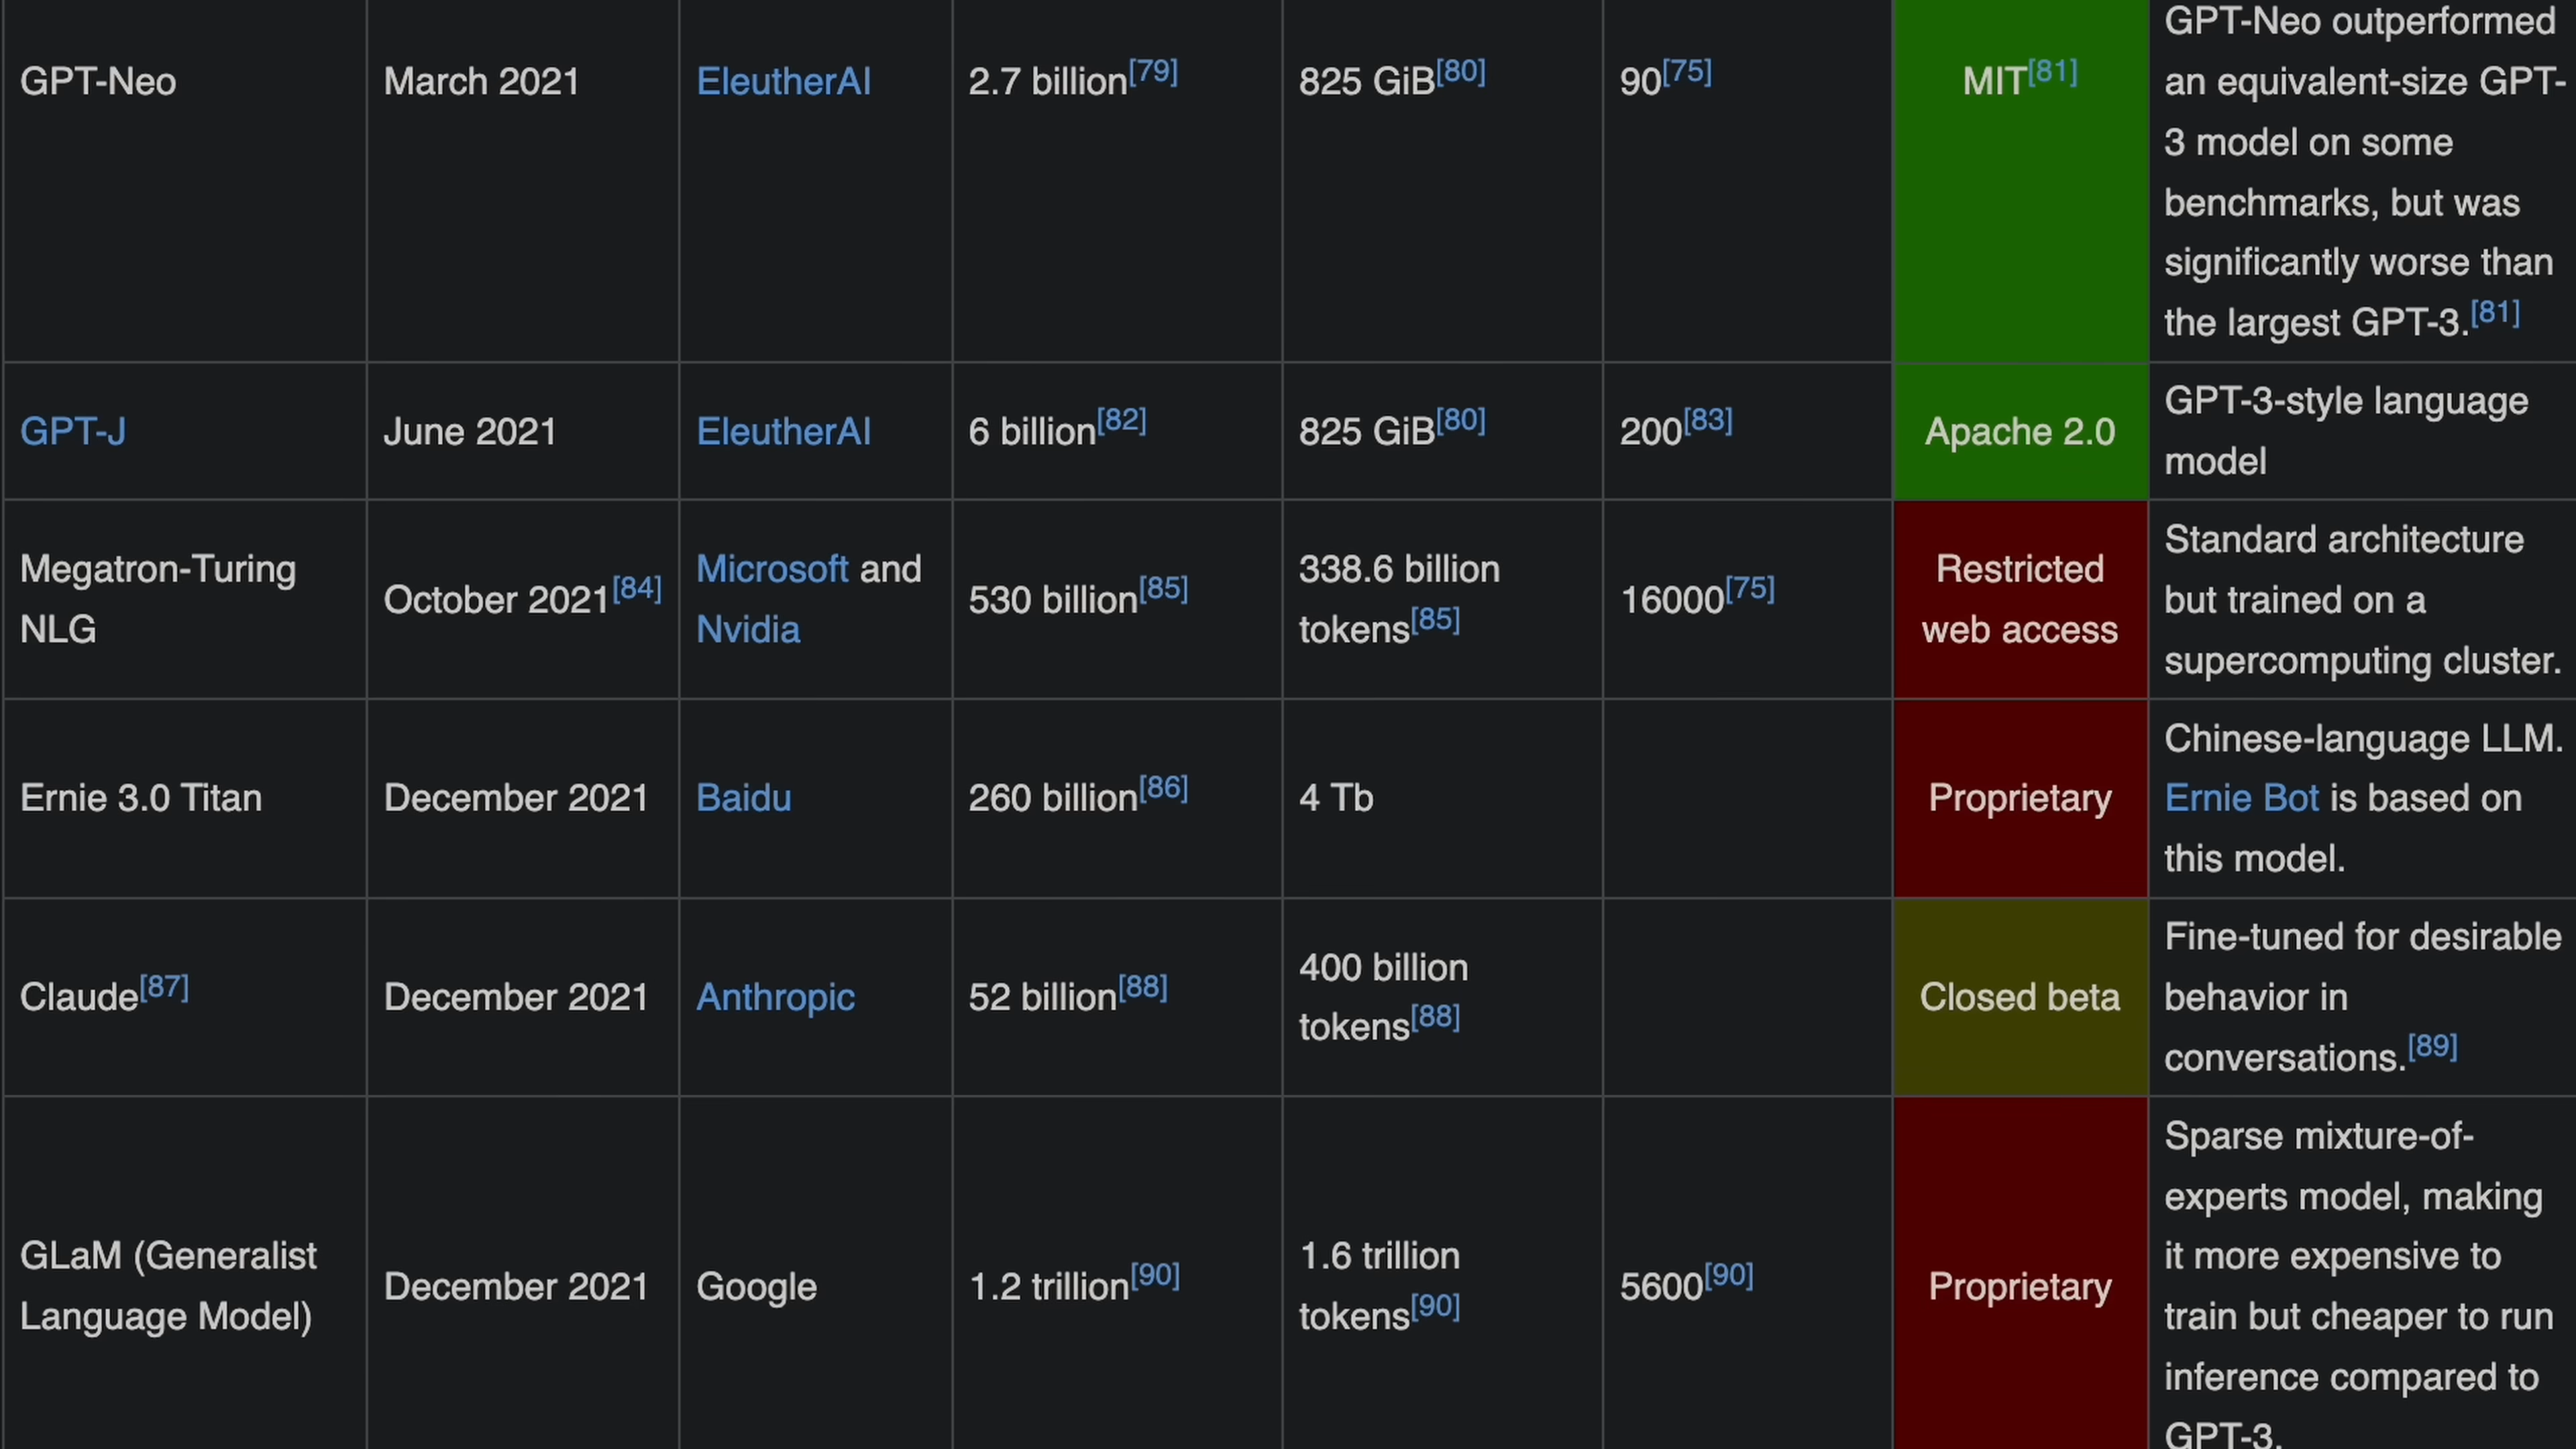 GPT-Neo
March 2021
EleutherAI
2.7 billion[79]
825 GiB[80]
90[75]
MIT[81]
GPT-Neo outperformed
an equivalent-size GPT-
3 model on some
benchmarks, but was
significantly worse than
the largest GPT-3.[81]
GPT-J
June 2021
EleutherAI
6 billion[82]
825 GiB[80]
200[83]
Apache 2.0
GPT-3-style language
model
Megatron-Turing
NLG
October 2021[84]
Microsoft and
Nvidia
530 billion[85]
338.6 billion
tokens[85]
16000[75]
Restricted
web access
Standard architecture
but trained on a
supercomputing cluster.
Ernie 3.0 Titan
December 2021
Baidu
260 billion[86]
4 Tb
Proprietary
Chinese-language LLM.
Ernie Bot is based on
this model.
Claude[87]
December 2021
Anthropic
52 billion[88]
400 billion
tokens[88]
Closed beta
Fine-tuned for desirable
behavior in
conversations.[89]
GLaM (Generalist
Language Model)
December 2021
Google
1.2 trillion[90]
1.6 trillion
tokens[90]
5600[90]
Proprietary
Sparse mixture-of-
experts model, making
it more expensive to
train but cheaper to run
inference compared to
GPT-3.